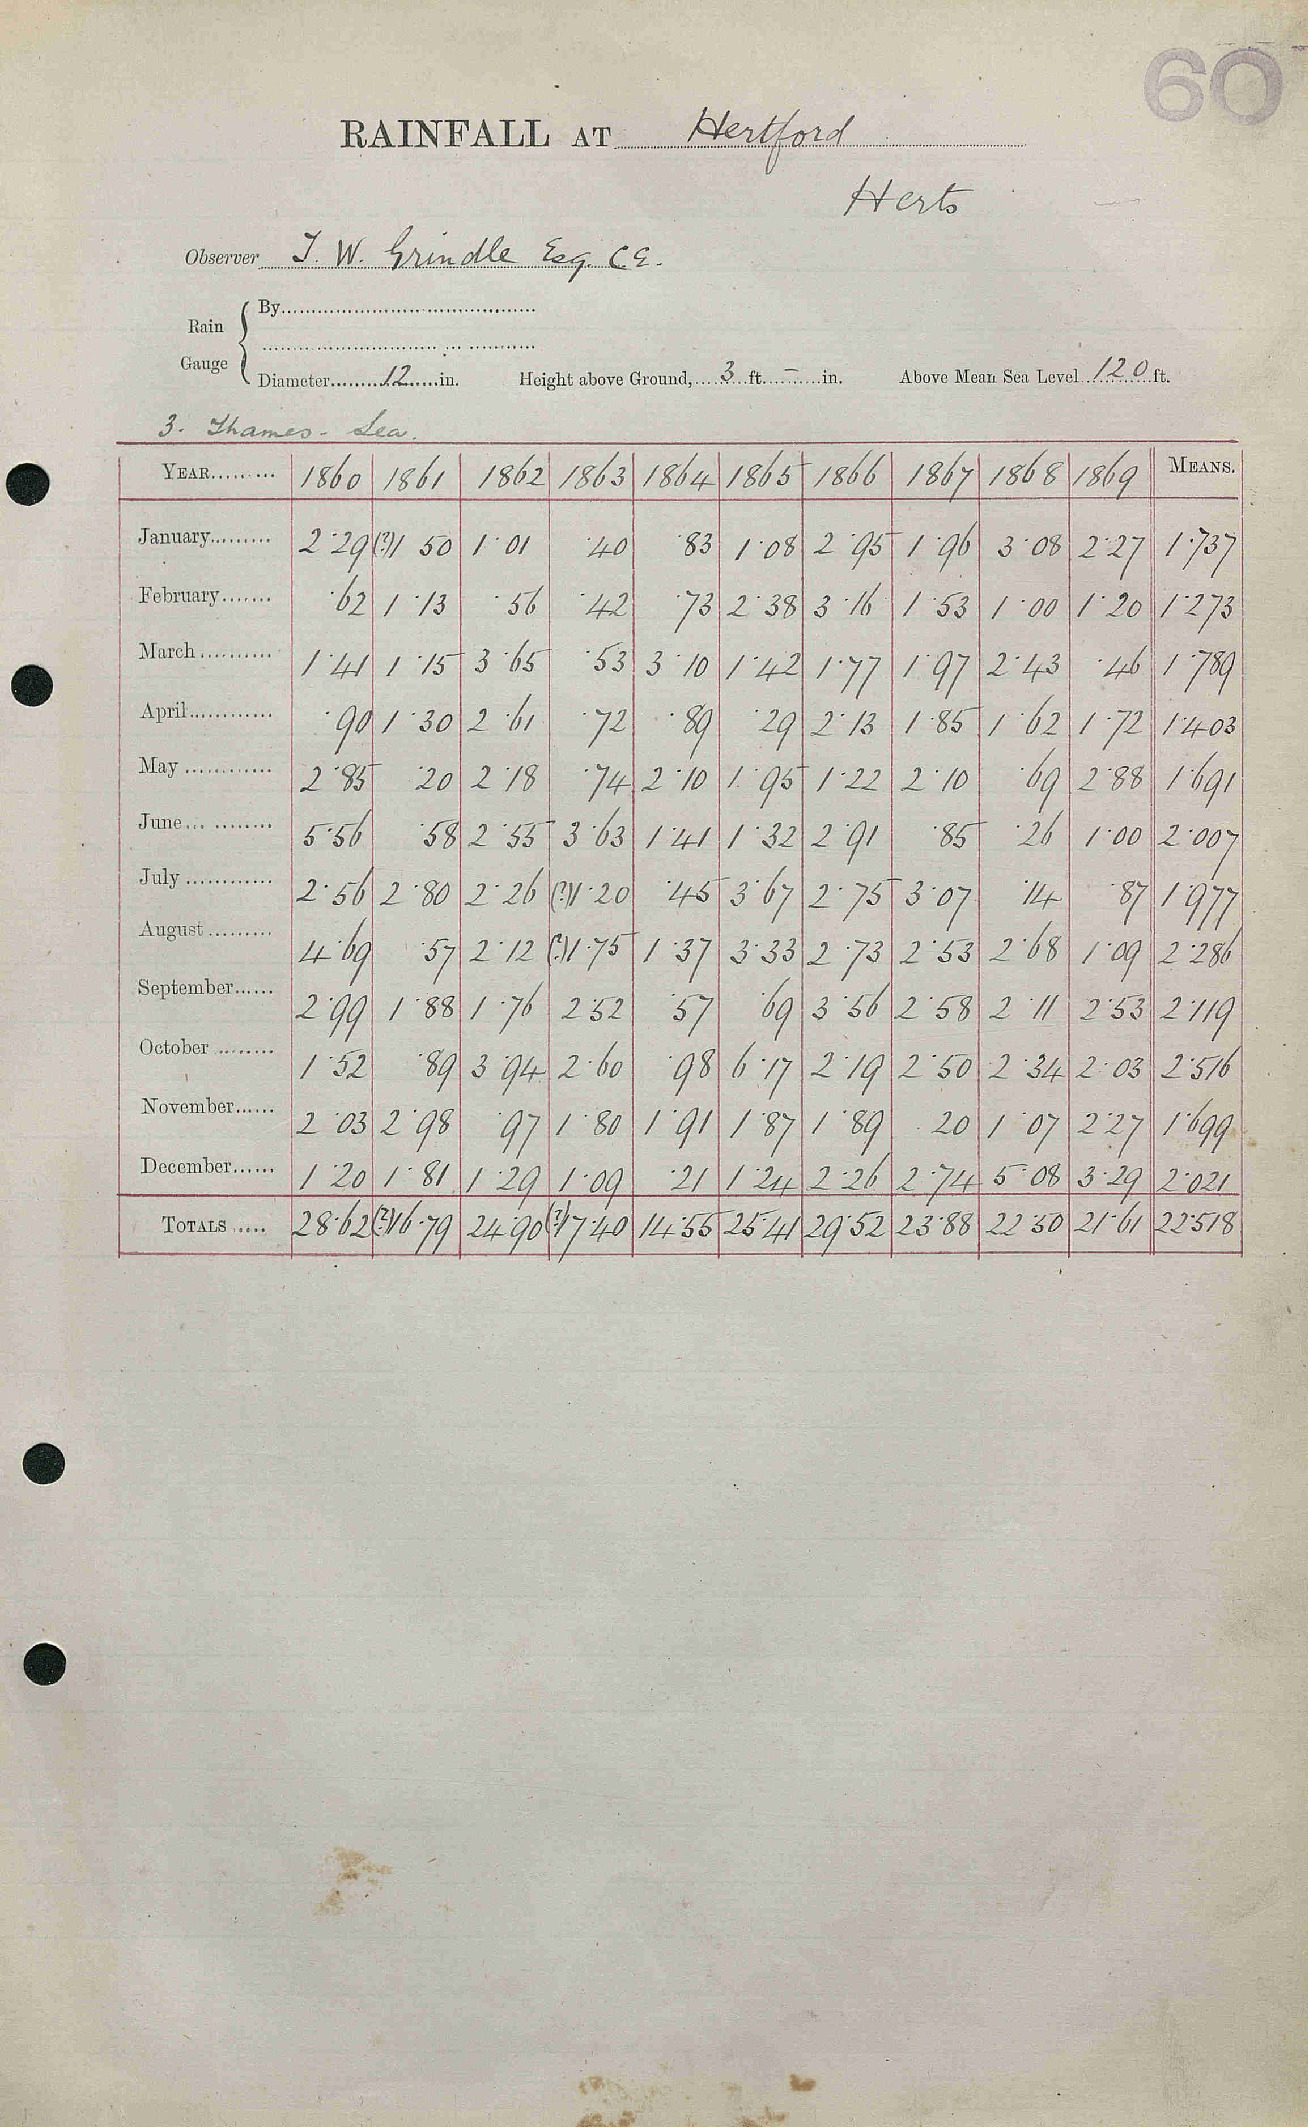 60
RAINFALL AT Hertford
Herts
Observer T. W. Grindle Esq. C.E.
Rain Gauge { By
Diameter 12 in. Height above Ground, 3 ft. - in. Above Mean Sea Level 120 ft.
3. Thames - Lea.
YEAR 1860 1861 1862 1863 1864 1865 1866 1867 1868 1869 MEANS.
January 2·29 (?)1·50 1·01 ·40 ·83 1·08 2·95 1·96 3·08 2·27 1·737
February ·62 1·13 ·56 ·42 ·73 2·38 3·16 1·53 1·00 1·20 1·273
March 1·41 1·15 3·65 ·53 3·10 1·42 1·77 1·97 2·43 ·46 1·789
April ·90 1·30 2·61 ·72 ·89 ·29 2·13 1·85 1·62 1·72 1·403
May 2·85 ·20 2·18 ·74 2·10 1·95 1·22 2·10 ·69 2·88 1·691
June 5·56 ·58 2·55 3·63 1·41 1·32 2·91 ·85 ·26 1·00 2·007
July 2·56 2·80 2·26 (?)1·20 ·45 3·67 2·75 3·07 ·14 ·87 1·977
August 4·69 ·57 2·12 (?)1·75 1·37 3·33 2·73 2·53 2·68 1·09 2·286
September 2·99 1·88 1·76 2·52 ·57 ·69 3·56 2·58 2·11 2·53 2·119
October 1·52 ·89 3·94 2·60 ·98 6·17 2·19 2·50 2·34 2·03 2·516
November 2·03 2·98 ·97 1·80 1·91 1·87 1·89 ·20 1·07 2·27 1·699
December 1·20 1·81 1·29 1·09 ·21 1·24 2·26 2·74 5·08 3·29 2·021
TOTALS 28·62 (?)16·79 24·90 (?)17·40 14·55 25·41 29·52 23·88 22·50 21·61 22·518